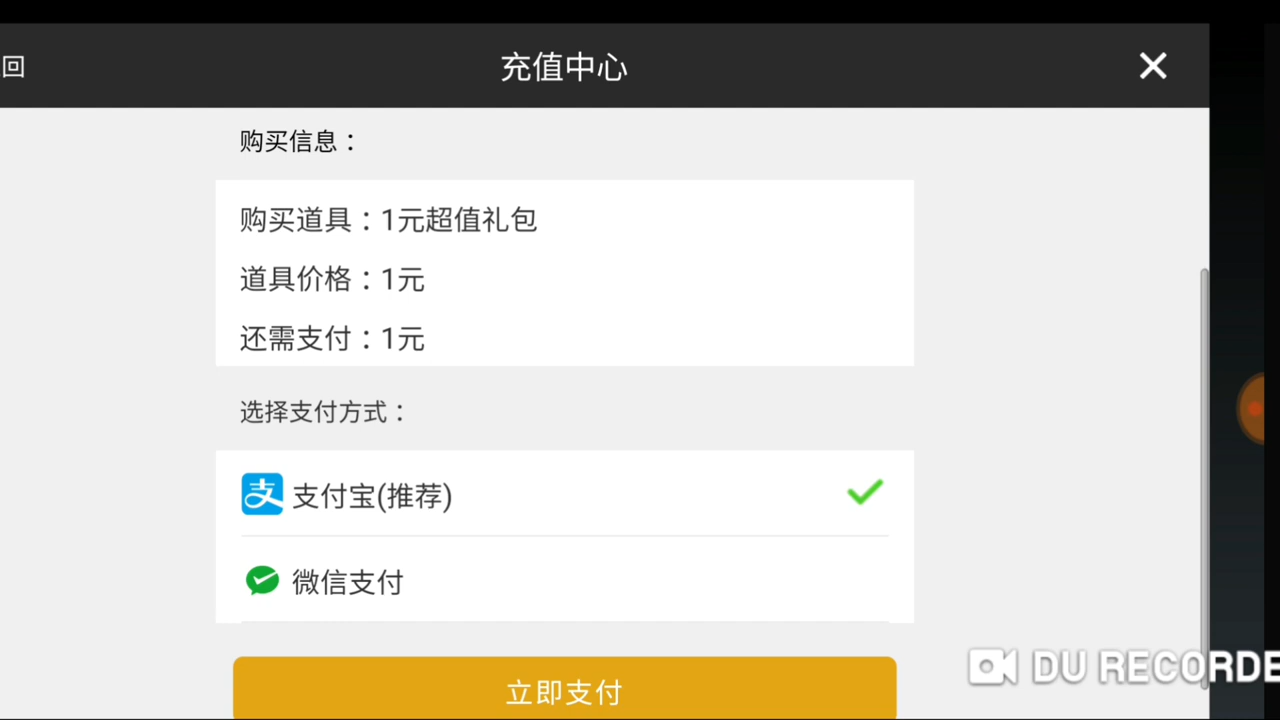 回
充值中心
购买信息：
购买道具：1元超值礼包
道具价格：1元
还需支付：1元
选择支付方式：
支付宝(推荐)
微信支付
立即支付
DU RECORDE